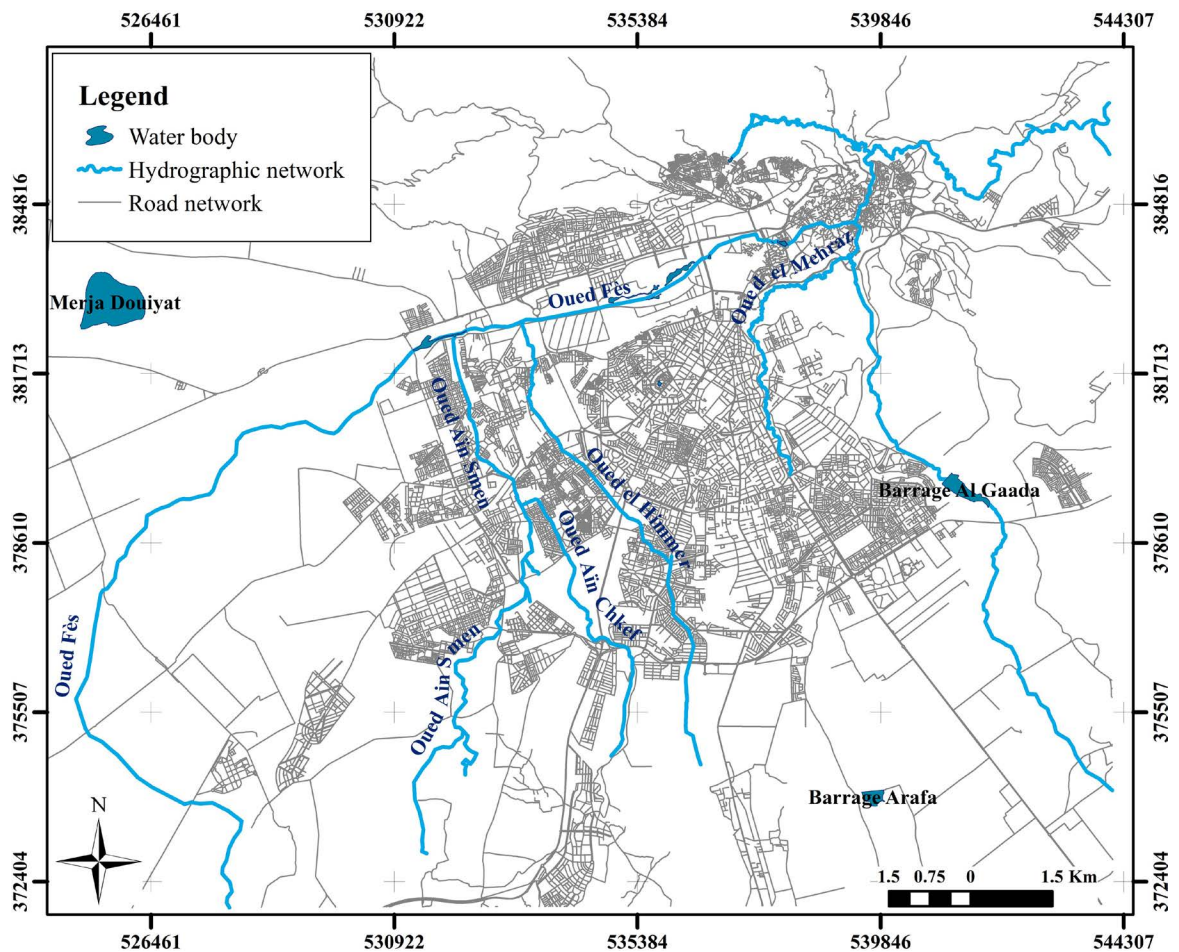 526461 530922 535384 539846 544307
Legend
Water body
Hydrographic network
Road network
384816
384816
Merja Douiyat
Oued Fès
Oued el Mehraz
381713
381713
Oued Aïn Smen
Oued el Himmer
Barrage Al Gaada
378610
378610
Oued Aïn Chkef
Oued Fès
Oued Ain Smen
375507
375507
Barrage Arafa
N
372404
372404
1.5 0.75 0 1.5 Km
526461 530922 535384 539846 544307